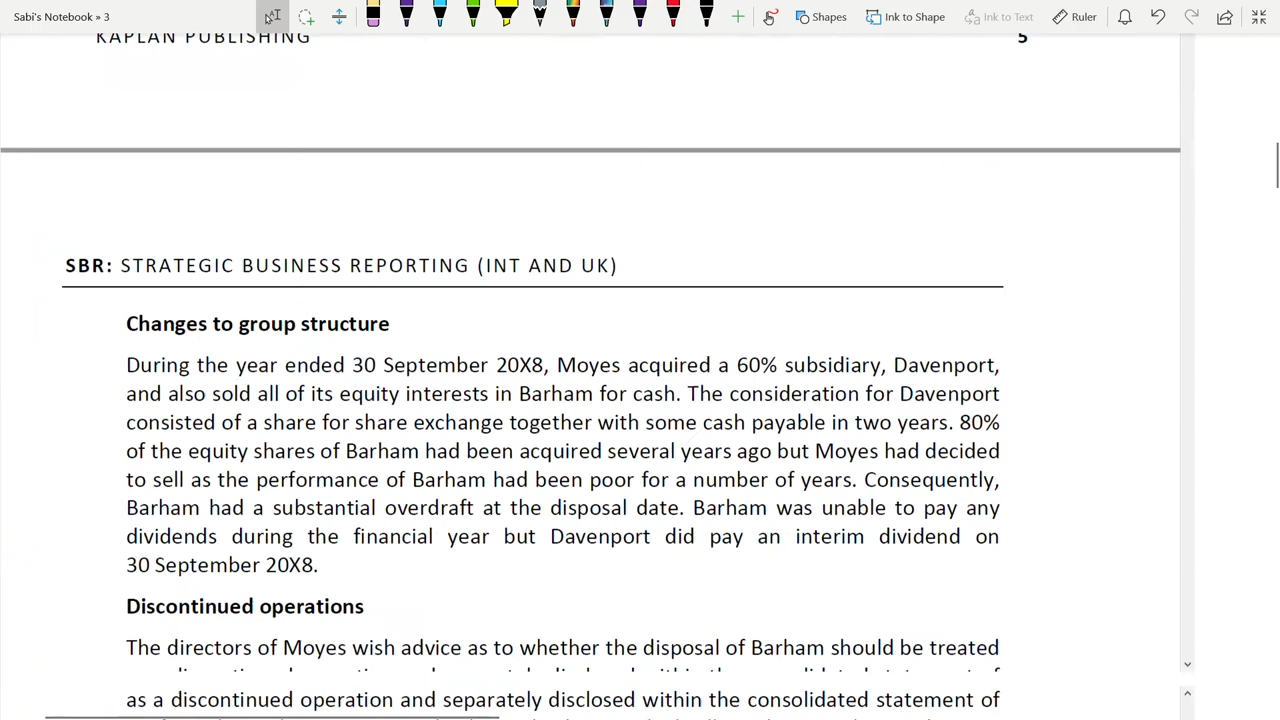 Sabi's Notebook » 3
Shapes
Ink to Shape
Ink to Text
Ruler
KAPLAN PUBLISHING
5
SBR: STRATEGIC BUSINESS REPORTING (INT AND UK)
Changes to group structure
During the year ended 30 September 20X8, Moyes acquired a 60% subsidiary, Davenport,
and also sold all of its equity interests in Barham for cash. The consideration for Davenport
consisted of a share for share exchange together with some cash payable in two years. 80%
of the equity shares of Barham had been acquired several years ago but Moyes had decided
to sell as the performance of Barham had been poor for a number of years. Consequently,
Barham had a substantial overdraft at the disposal date. Barham was unable to pay any
dividends during the financial year but Davenport did pay an interim dividend on
30 September 20X8.
Discontinued operations
The directors of Moyes wish advice as to whether the disposal of Barham should be treated
as a discontinued operation and separately disclosed within the consolidated statement of